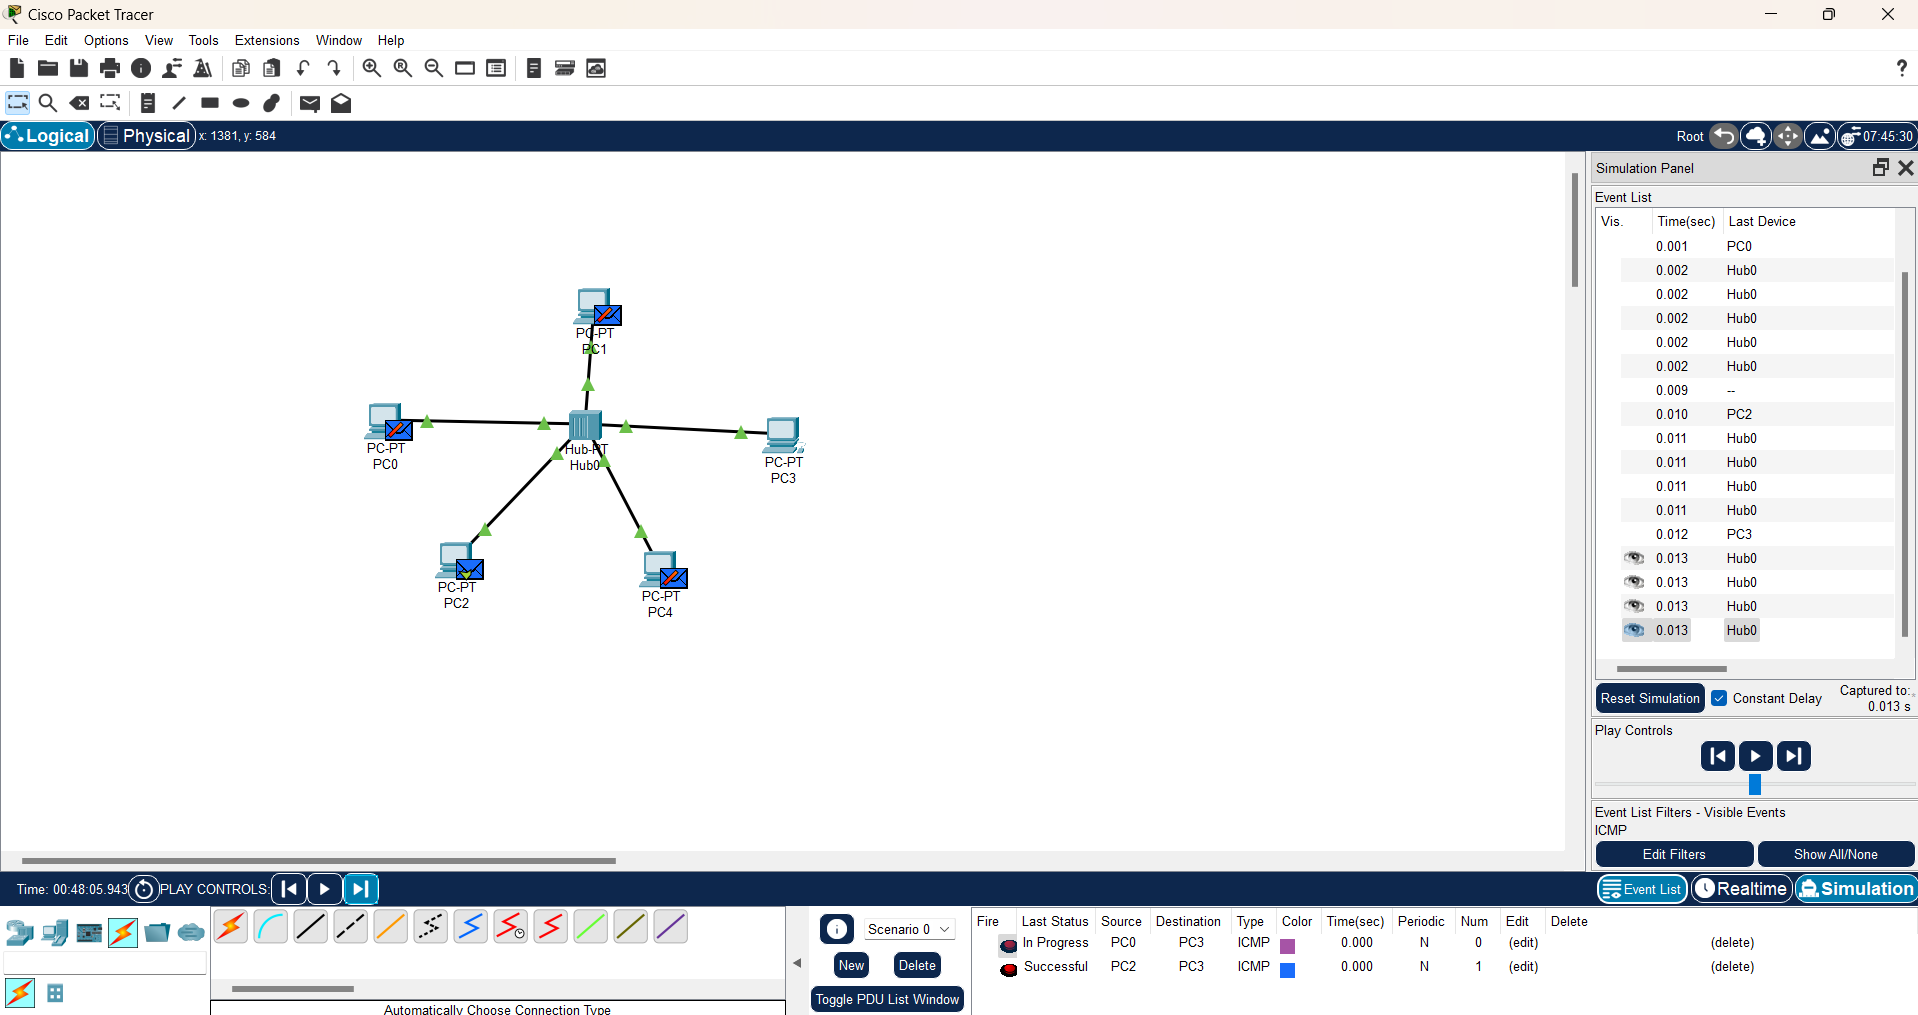 Cisco Packet Tracer
File Edit Options View Tools Extensions Window Help
?
Logical Physical x: 1381, y: 584
Root 07:45:30
Simulation Panel
Event List
Vis. Time(sec) Last Device
0.001 PC0
0.002 Hub0
0.002 Hub0
0.002 Hub0
0.002 Hub0
0.002 Hub0
0.009 --
0.010 PC2
0.011 Hub0
0.011 Hub0
0.011 Hub0
0.011 Hub0
0.012 PC3
0.013 Hub0
0.013 Hub0
0.013 Hub0
0.013 Hub0
PC-PT
PC1
PC-PT
PC0
Hub-PT
Hub0
PC-PT
PC3
PC-PT
PC2
PC-PT
PC4
Reset Simulation Constant Delay Captured to:
0.013 s
Play Controls
Event List Filters - Visible Events
ICMP
Edit Filters Show All/None
Time: 00:48:05.943 PLAY CONTROLS:
Event List Realtime Simulation
Automatically Choose Connection Type
Scenario 0
New Delete
Toggle PDU List Window
Fire Last Status Source Destination Type Color Time(sec) Periodic Num Edit Delete
In Progress PC0 PC3 ICMP 0.000 N 0 (edit) (delete)
Successful PC2 PC3 ICMP 0.000 N 1 (edit) (delete)